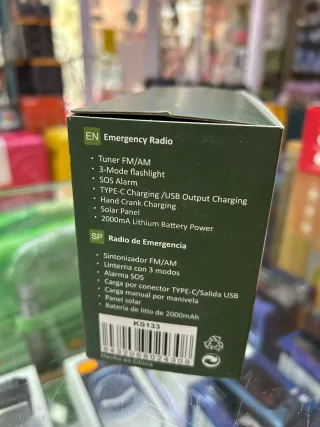 EN Emergency Radio
• Tuner FM/AM
• 3-Mode flashlight
• SOS Alarm
• TYPE-C Charging /USB Output Charging
• Hand Crank Charging
• Solar Panel
• 2000mA Lithium Battery Power
SP Radio de Emergencia
• Sintonizador FM/AM
• Linterna con 3 modos
• Alarma SOS
• Carga por conector TYPE-C/Salida USB
• Carga manual por manivela
• Panel solar
• Batería de litio de 2000mAh
KS133
Hecho en China